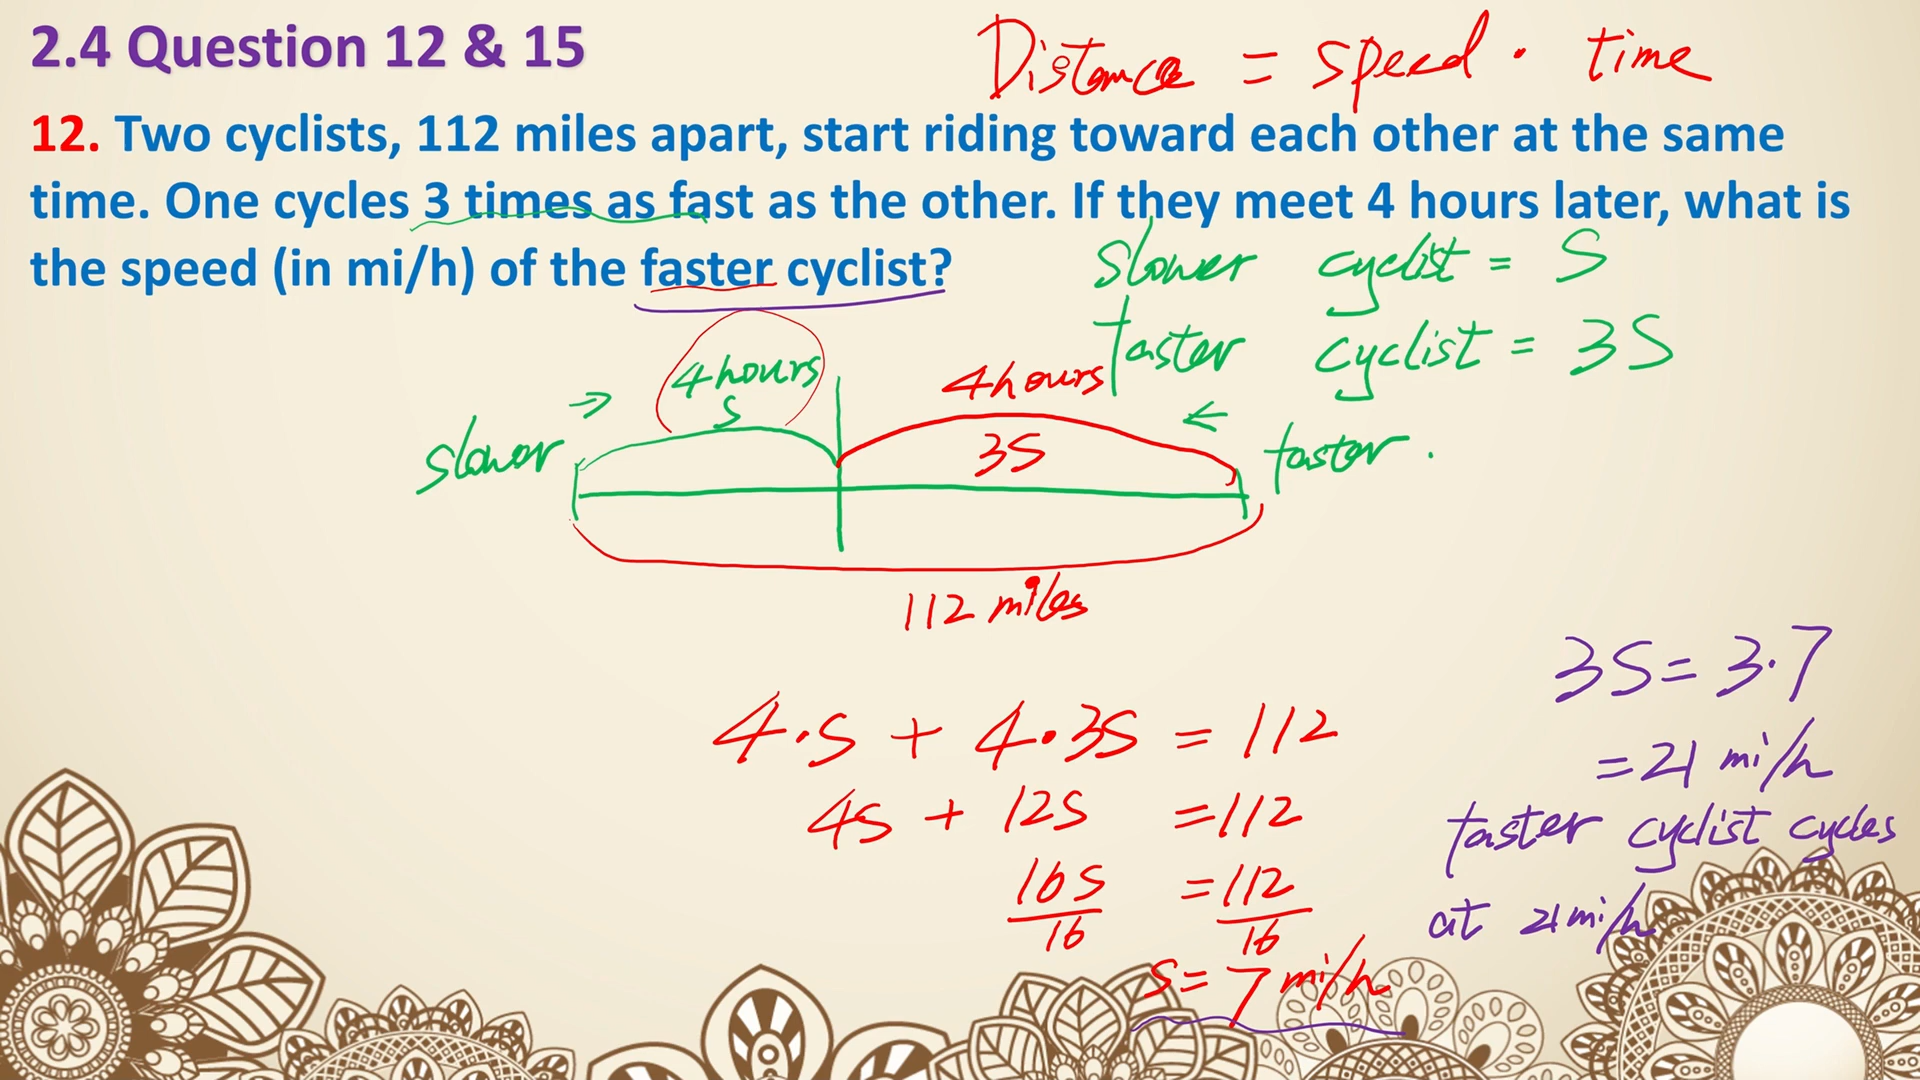 2.4 Question 12 & 15
Distance = speed · time
12. Two cyclists, 112 miles apart, start riding toward each other at the same
time. One cycles 3 times as fast as the other. If they meet 4 hours later, what is
the speed (in mi/h) of the faster cyclist?
slower cyclist = S
faster cyclist = 3S
4 hours
S
4 hours
3S
slower
faster.
112 miles
4·S + 4·3S = 112
4S + 12S = 112
16S = 112
16 16
S = 7 mi/h
3S = 3·7
= 21 mi/h
faster cyclist cycles
at 21 mi/h